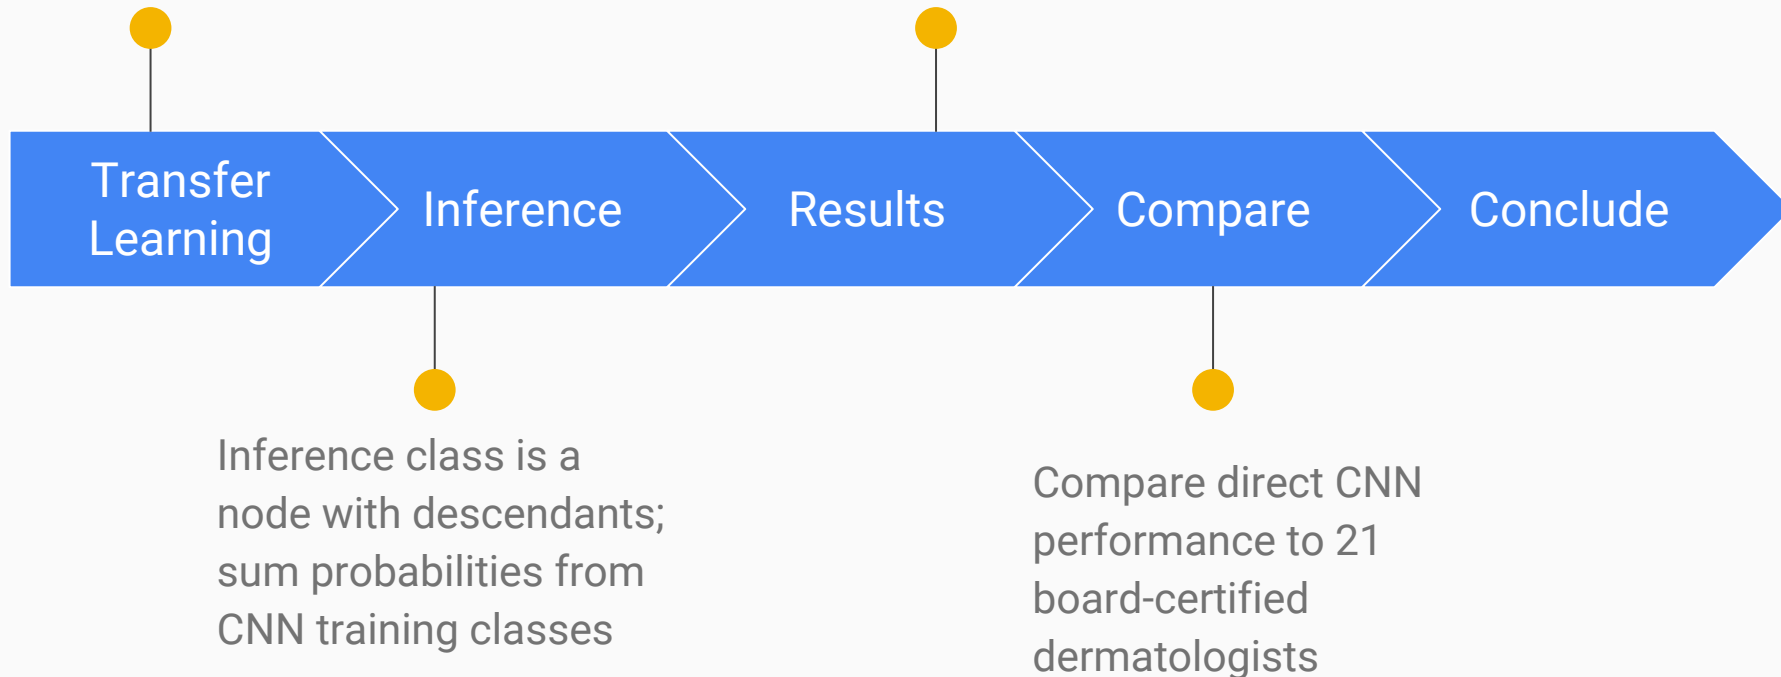 Transfer
Learning
Inference
Results
Compare
Conclude
Inference class is a
node with descendants;
sum probabilities from
CNN training classes
Compare direct CNN
performance to 21
board-certified
dermatologists